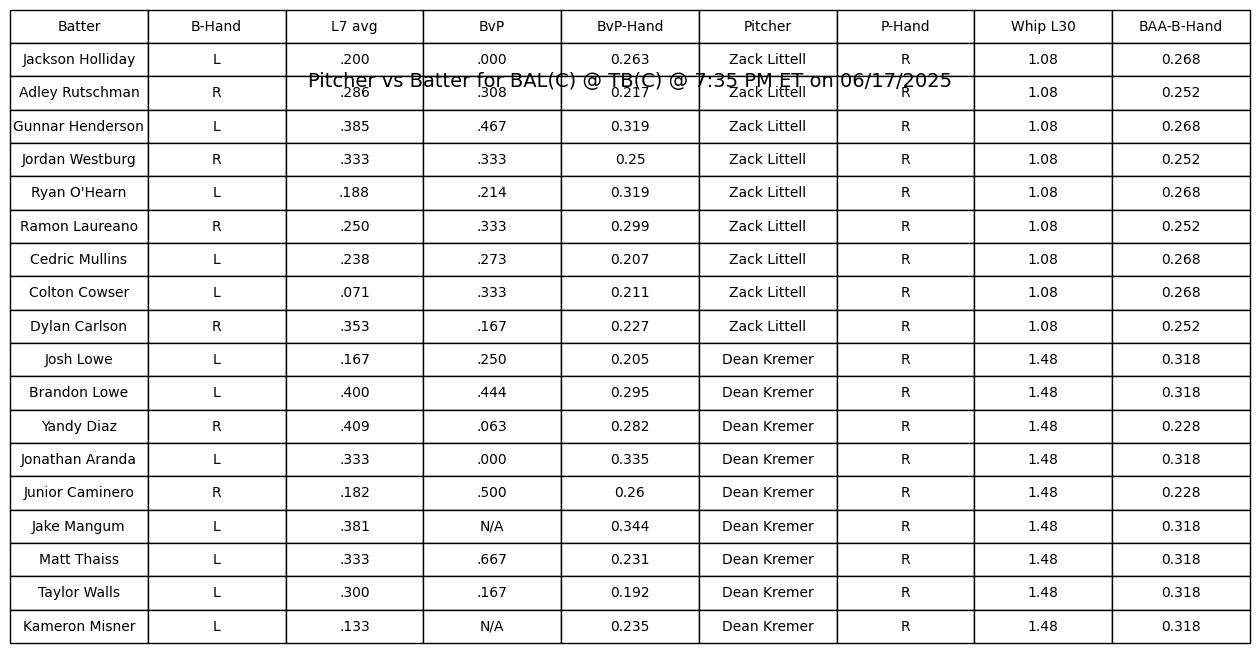 Batter B-Hand L7 avg BvP BvP-Hand Pitcher P-Hand Whip L30 BAA-B-Hand
Jackson Holliday L .200 .000 0.263 Zack Littell R 1.08 0.268
Pitcher vs Batter for BAL(C) @ TB(C) @ 7:35 PM ET on 06/17/2025
Adley Rutschman R .286 .308 0.217 Zack Littell R 1.08 0.252
Gunnar Henderson L .385 .467 0.319 Zack Littell R 1.08 0.268
Jordan Westburg R .333 .333 0.25 Zack Littell R 1.08 0.252
Ryan O'Hearn L .188 .214 0.319 Zack Littell R 1.08 0.268
Ramon Laureano R .250 .333 0.299 Zack Littell R 1.08 0.252
Cedric Mullins L .238 .273 0.207 Zack Littell R 1.08 0.268
Colton Cowser L .071 .333 0.211 Zack Littell R 1.08 0.268
Dylan Carlson R .353 .167 0.227 Zack Littell R 1.08 0.252
Josh Lowe L .167 .250 0.205 Dean Kremer R 1.48 0.318
Brandon Lowe L .400 .444 0.295 Dean Kremer R 1.48 0.318
Yandy Diaz R .409 .063 0.282 Dean Kremer R 1.48 0.228
Jonathan Aranda L .333 .000 0.335 Dean Kremer R 1.48 0.318
Junior Caminero R .182 .500 0.26 Dean Kremer R 1.48 0.228
Jake Mangum L .381 N/A 0.344 Dean Kremer R 1.48 0.318
Matt Thaiss L .333 .667 0.231 Dean Kremer R 1.48 0.318
Taylor Walls L .300 .167 0.192 Dean Kremer R 1.48 0.318
Kameron Misner L .133 N/A 0.235 Dean Kremer R 1.48 0.318